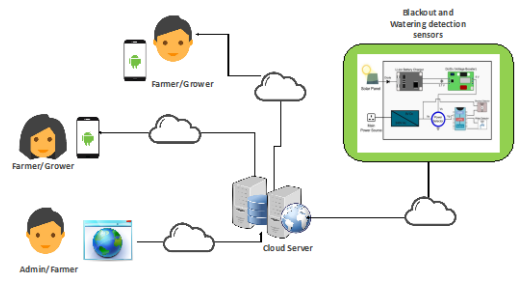 Blackout and
Watering detection
sensors
Farmer/Grower
Solar Panel
Main
Power Source
Farmer/Grower
Cloud Server
Admin/Farmer